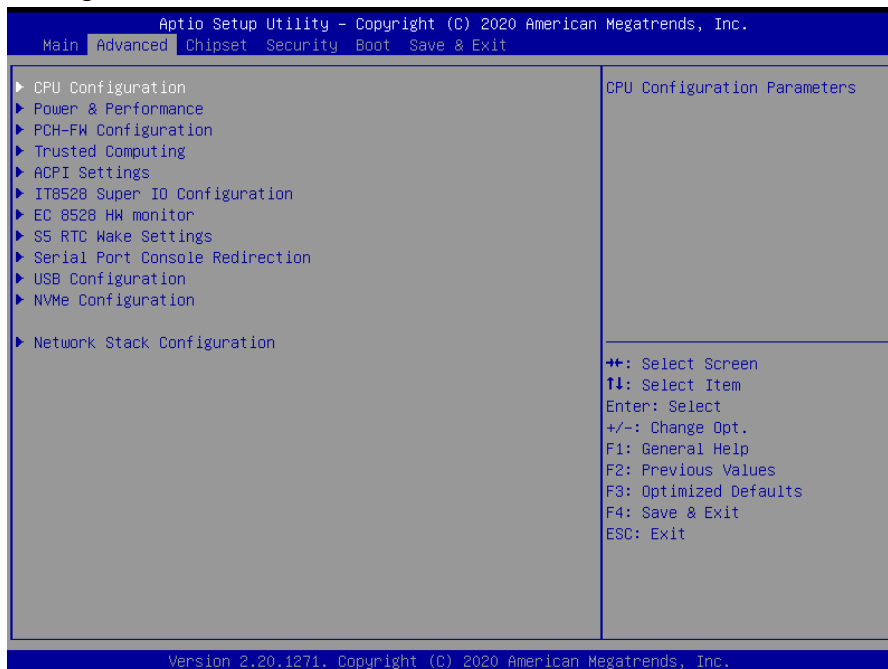 Aptio Setup Utility – Copyright (C) 2020 American Megatrends, Inc.
Main Advanced Chipset Security Boot Save & Exit
▶ CPU Configuration
▶ Power & Performance
▶ PCH-FW Configuration
▶ Trusted Computing
▶ ACPI Settings
▶ IT8528 Super IO Configuration
▶ EC 8528 HW monitor
▶ S5 RTC Wake Settings
▶ Serial Port Console Redirection
▶ USB Configuration
▶ NVMe Configuration
▶ Network Stack Configuration
CPU Configuration Parameters
→←: Select Screen
↑↓: Select Item
Enter: Select
+/-: Change Opt.
F1: General Help
F2: Previous Values
F3: Optimized Defaults
F4: Save & Exit
ESC: Exit
Version 2.20.1271. Copyright (C) 2020 American Megatrends, Inc.